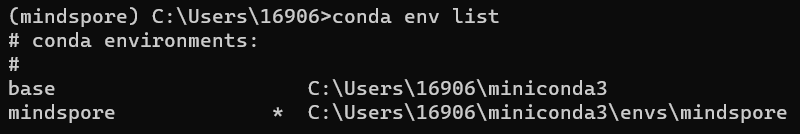 (mindspore) C:\Users\16906>conda env list
# conda environments:
#
base                     C:\Users\16906\miniconda3
mindspore             *  C:\Users\16906\miniconda3\envs\mindspore